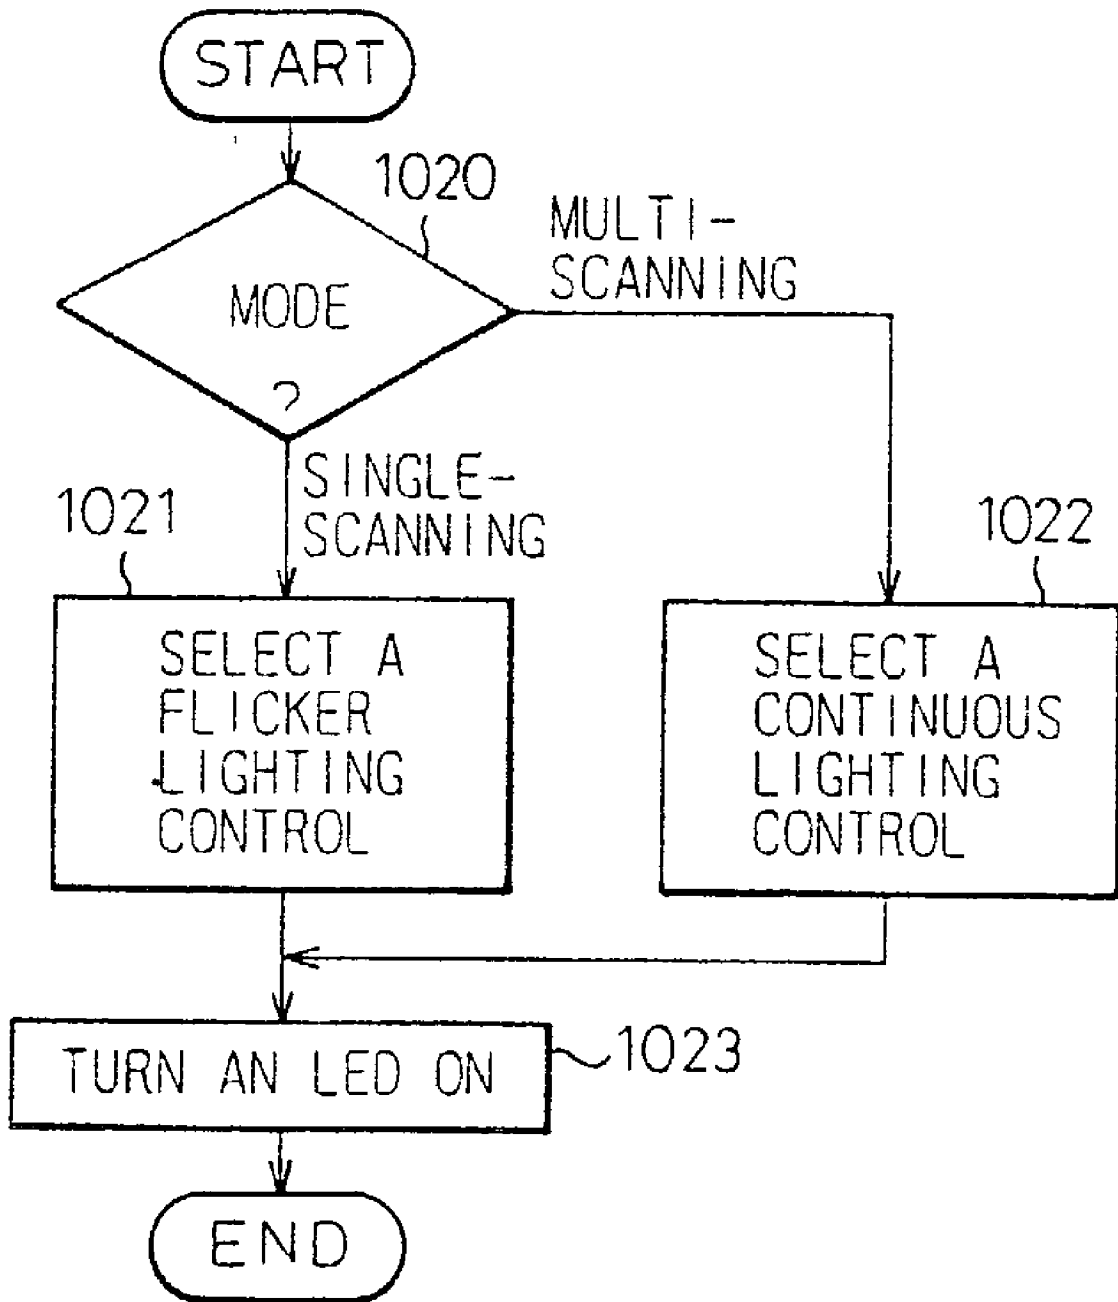 START
1020
MULTI-
SCANNING
MODE
?
SINGLE-
SCANNING
1021
1022
SELECT A
FLICKER
LIGHTING
CONTROL
SELECT A
CONTINUOUS
LIGHTING
CONTROL
TURN AN LED ON
1023
END